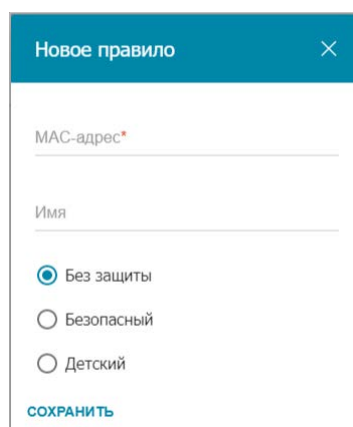 Новое правило
MAC-адрес*
Имя
Без защиты
Безопасный
Детский
СОХРАНИТЬ